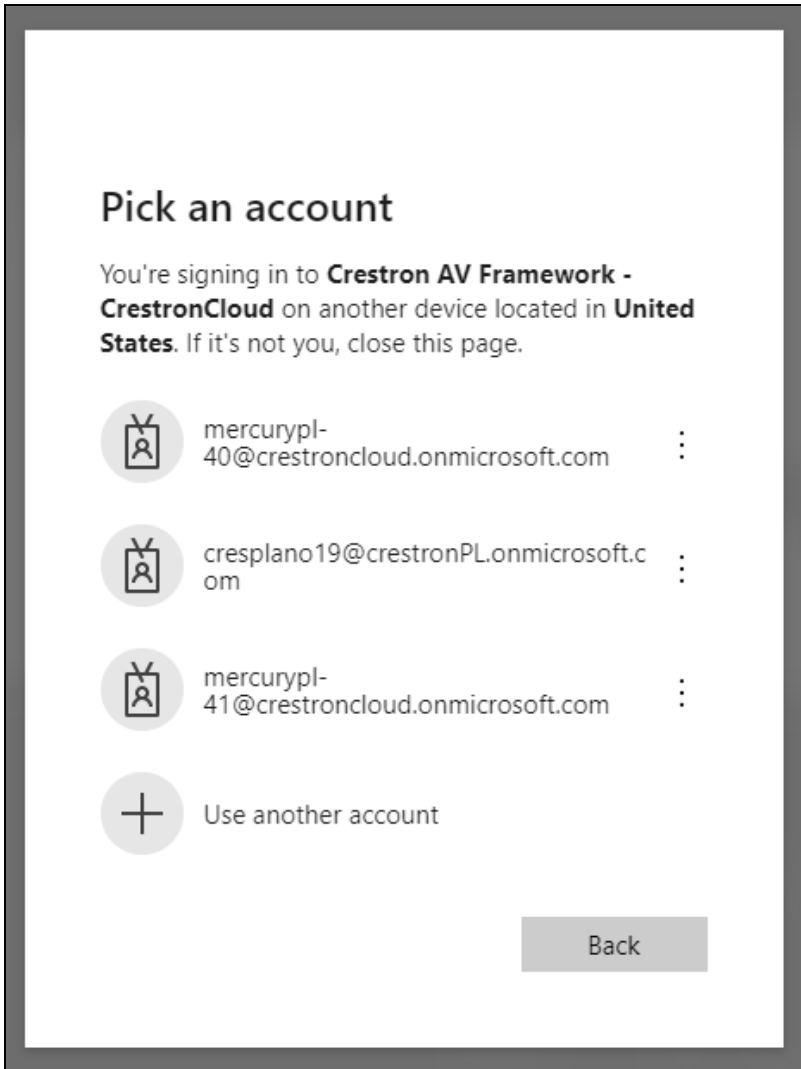 Pick an account
You're signing in to Crestron AV Framework -
CrestronCloud on another device located in United
States. If it's not you, close this page.
mercurypl-
40@crestroncloud.onmicrosoft.com
cresplano19@crestronPL.onmicrosoft.c
om
mercurypl-
41@crestroncloud.onmicrosoft.com
Use another account
Back